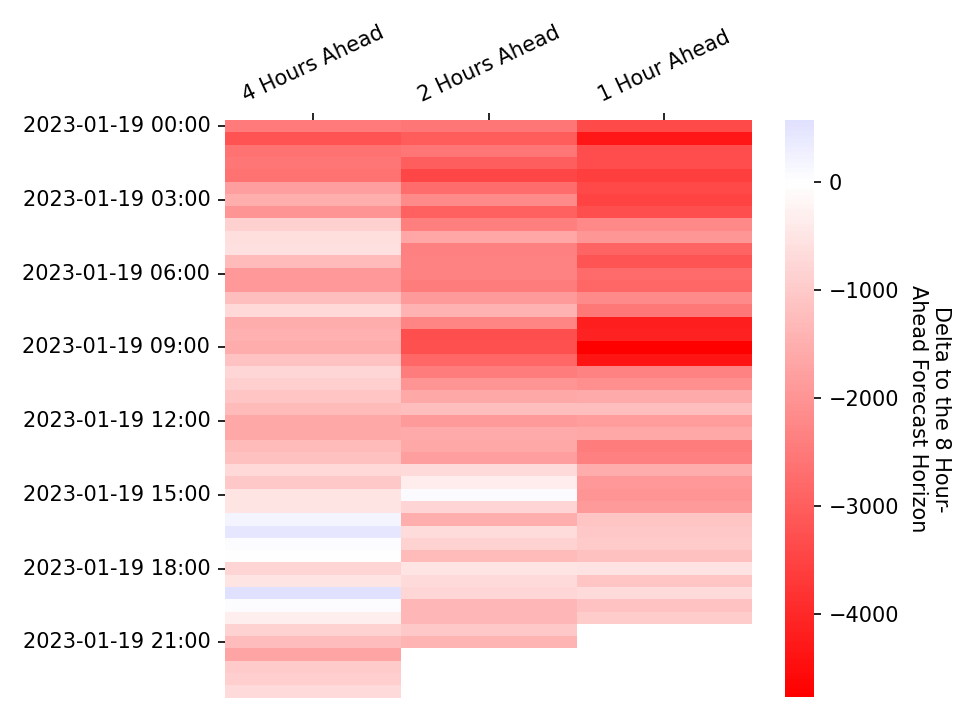 4 Hours Ahead
2 Hours Ahead
1 Hour Ahead
2023-01-19 00:00
2023-01-19 03:00
2023-01-19 06:00
2023-01-19 09:00
2023-01-19 12:00
2023-01-19 15:00
2023-01-19 18:00
2023-01-19 21:00
0
−1000
−2000
−3000
−4000
Delta to the 8 Hour-
Ahead Forecast Horizon